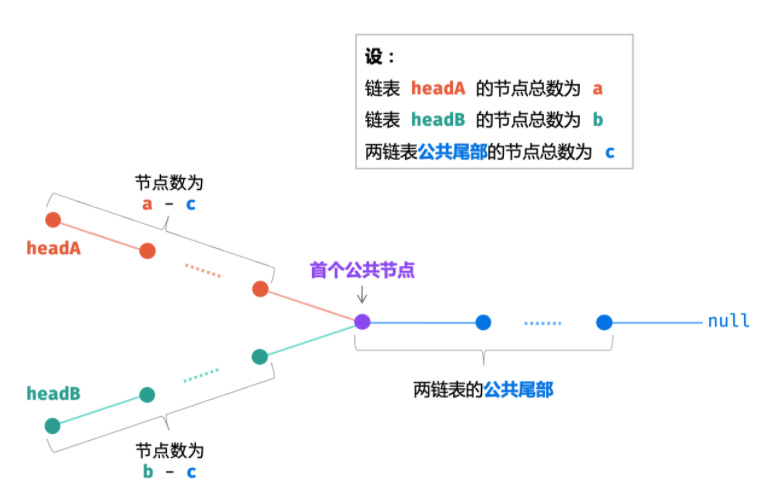 设：
链表 headA 的节点总数为 a
链表 headB 的节点总数为 b
两链表公共尾部的节点总数为 c
节点数为
a - c
headA
首个公共节点
null
两链表的公共尾部
headB
节点数为
b - c